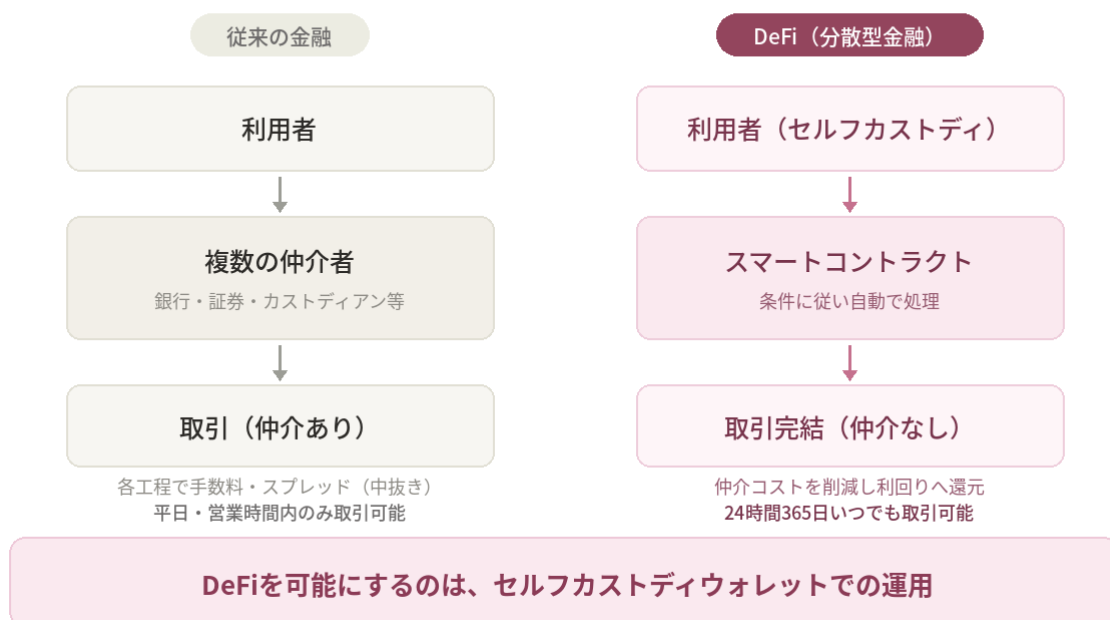 従来の金融
利用者
複数の仲介者
銀行・証券・カストディアン等
取引（仲介あり）
各工程で手数料・スプレッド（中抜き）
平日・営業時間内のみ取引可能
DeFi（分散型金融）
利用者（セルフカストディ）
スマートコントラクト
条件に従い自動で処理
取引完結（仲介なし）
仲介コストを削減し利回りへ還元
24時間365日いつでも取引可能
DeFiを可能にするのは、セルフカストディウォレットでの運用